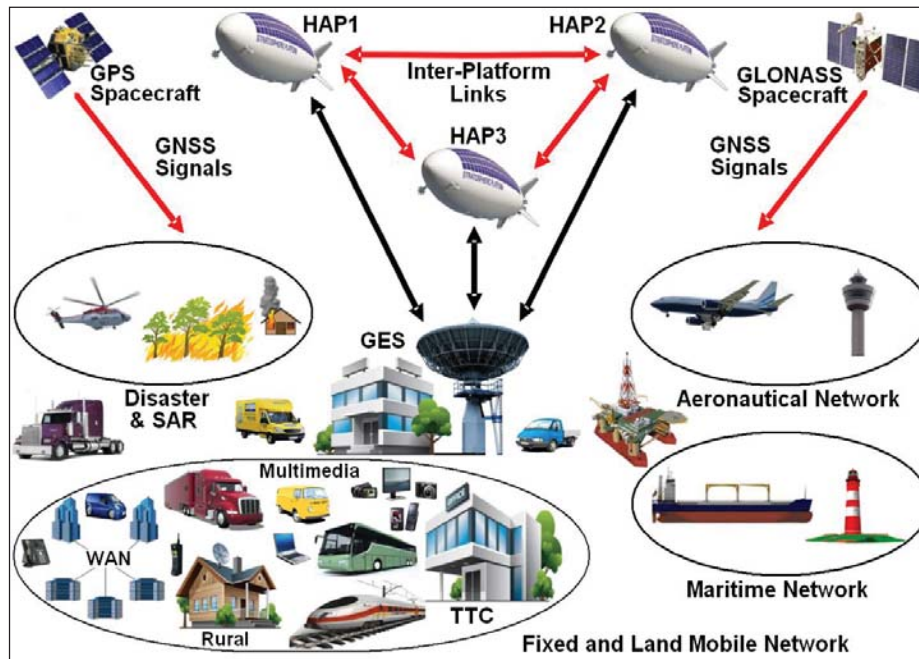 HAP1
HAP2
GPS
Spacecraft
Inter-Platform
Links
GLONASS
Spacecraft
HAP3
GNSS
Signals
GNSS
Signals
GES
Disaster
& SAR
Aeronautical Network
Multimedia
WAN
Rural
TTC
Maritime Network
Fixed and Land Mobile Network